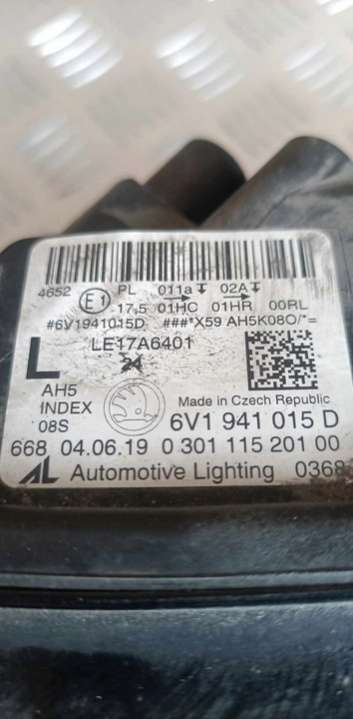 4652 E1 PL 011a 02A
17,5 01HC 01HR 00RL
#6V1941015D ###*X59 AH5K08O/*=
L LE17A6401
24
AH5
INDEX
08S
Made in Czech Republic
6V1 941 015 D
668 04.06.19 0 301 115 201 00
AL Automotive Lighting 0368